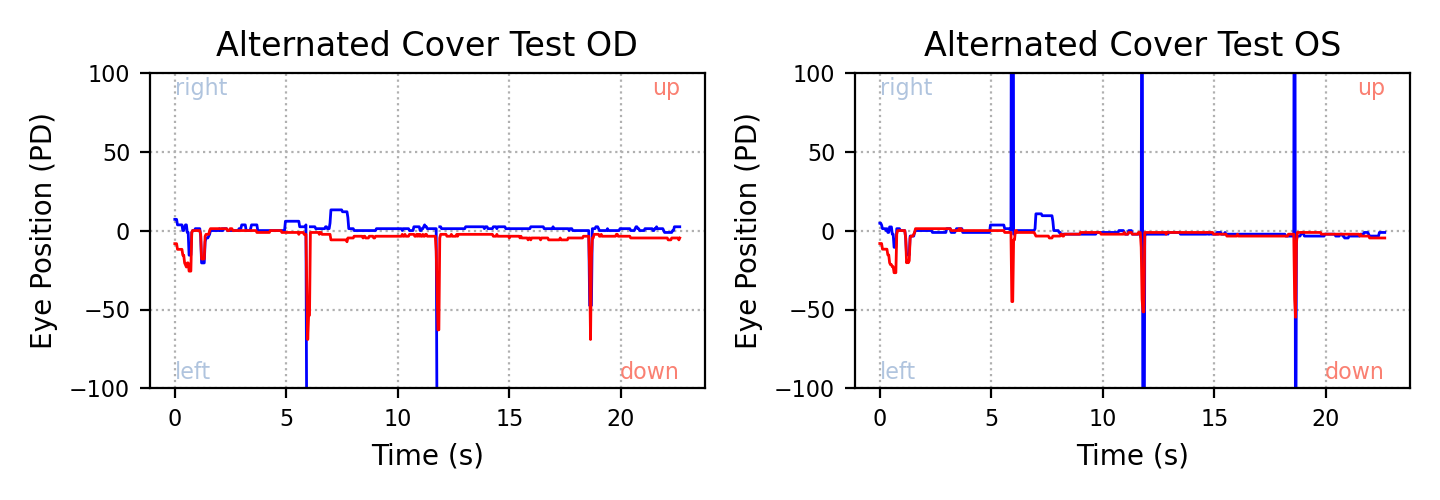 Alternated Cover Test OD
100
50
0
−50
−100
Eye Position (PD)
right
up
left
down
0 5 10 15 20
Time (s)
Alternated Cover Test OS
100
50
0
−50
−100
Eye Position (PD)
right
up
left
down
0 5 10 15 20
Time (s)